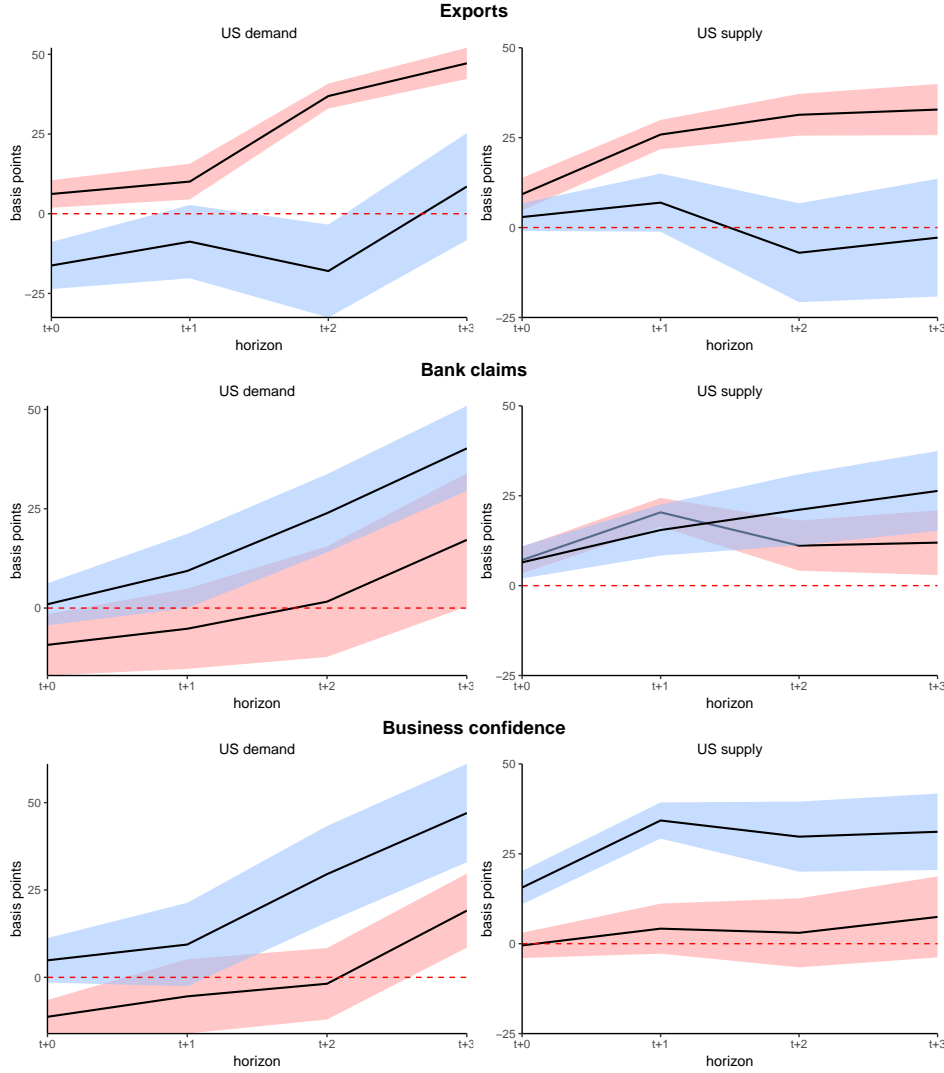 Exports
US demand
US supply
basis points
50
25
0
−25
t+0
t+1
t+2
t+3
horizon
basis points
50
25
0
−25
t+0
t+1
t+2
t+3
horizon
Bank claims
US demand
US supply
basis points
50
25
0
t+0
t+1
t+2
t+3
horizon
basis points
50
25
0
−25
t+0
t+1
t+2
t+3
horizon
Business confidence
US demand
US supply
basis points
50
25
0
t+0
t+1
t+2
t+3
horizon
basis points
50
25
0
−25
t+0
t+1
t+2
t+3
horizon